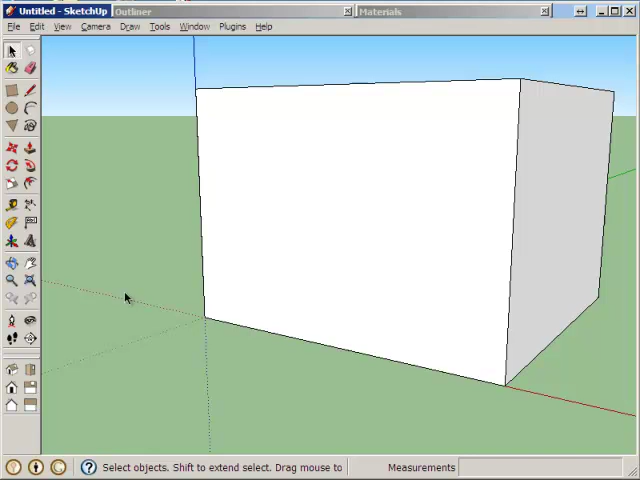 Untitled - SketchUp
Outliner
Materials
File Edit View Camera Draw Tools Window Plugins Help
Select objects. Shift to extend select. Drag mouse to
Measurements